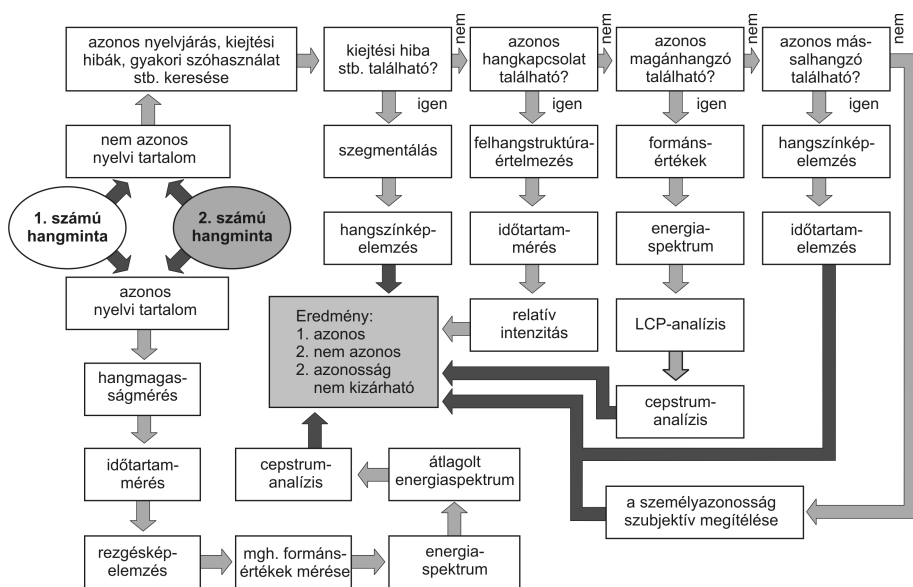 azonos nyelvjárás, kiejtési
hibák, gyakori szóhasználat
stb. keresése
kiejtési hiba
stb. található?
nem
azonos
hangkapcsolat
található?
nem
azonos
magánhangzó
található?
nem
azonos más-
salhangzó
található?
nem
igen
igen
igen
igen
nem azonos
nyelvi tartalom
szegmentálás
felhangstruktúra-
értelmezés
formáns-
értékek
hangszínkép-
elemzés
1. számú
hangminta
2. számú
hangminta
hangszínkép-
elemzés
időtartam-
mérés
energia-
spektrum
időtartam-
elemzés
azonos
nyelvi tartalom
Eredmény:
1. azonos
2. nem azonos
2. azonosság
nem kizárható
relatív
intenzitás
LCP-analízis
hangmagas-
ságmérés
cepstrum-
analízis
időtartam-
mérés
cepstrum-
analízis
átlagolt
energiaspektrum
a személyazonosság
szubjektív megítélése
rezgéskép-
elemzés
mgh. formáns-
értékek mérése
energia-
spektrum